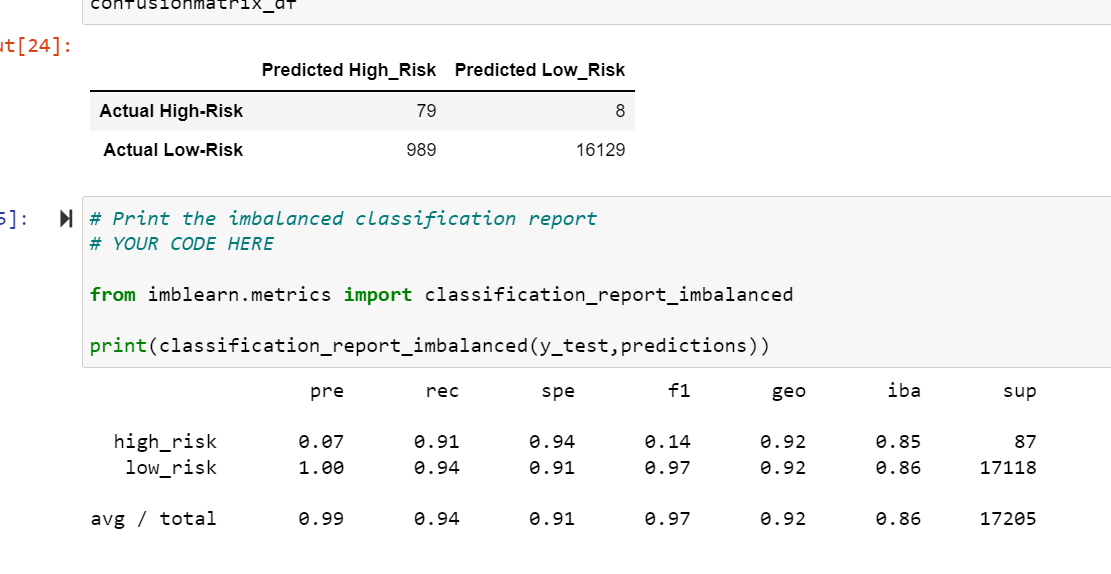 confusionmatrix_df
ut[24]:
Predicted High_Risk Predicted Low_Risk
Actual High-Risk 79 8
Actual Low-Risk 989 16129
5]:
# Print the imbalanced classification report
# YOUR CODE HERE
from imblearn.metrics import classification_report_imbalanced
print(classification_report_imbalanced(y_test,predictions))
pre rec spe f1 geo iba sup
high_risk 0.07 0.91 0.94 0.14 0.92 0.85 87
low_risk 1.00 0.94 0.91 0.97 0.92 0.86 17118
avg / total 0.99 0.94 0.91 0.97 0.92 0.86 17205